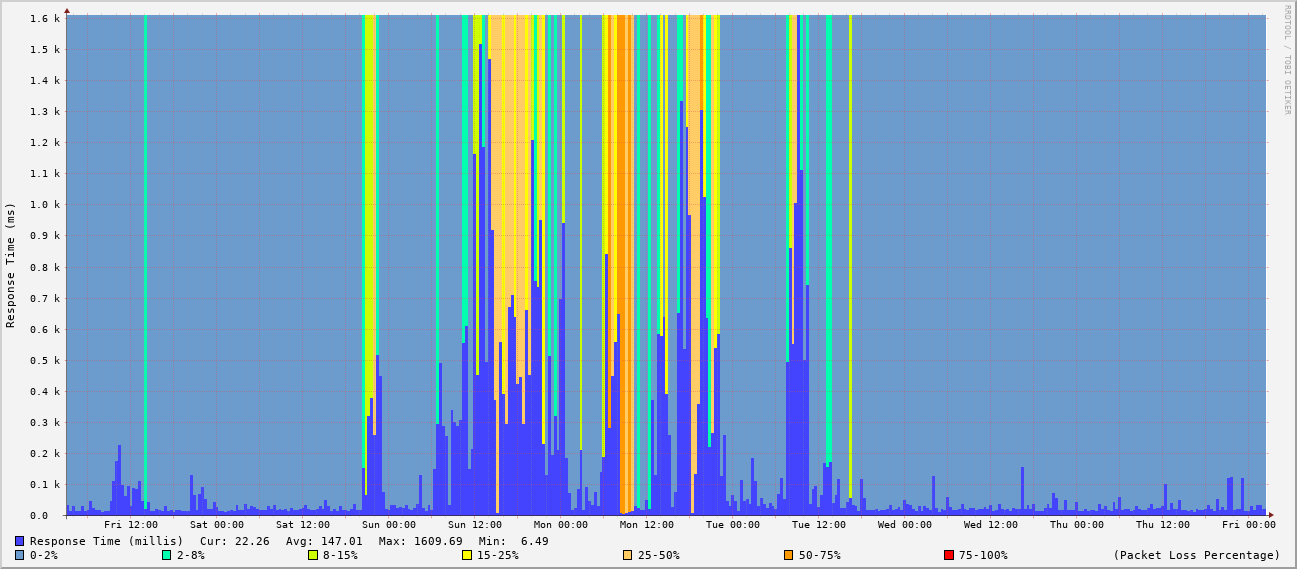 1.6 k
1.5 k
1.4 k
1.3 k
1.2 k
1.1 k
1.0 k
0.9 k
0.8 k
0.7 k
0.6 k
0.5 k
0.4 k
0.3 k
0.2 k
0.1 k
0.0
Response Time (ms)
RRDTOOL / TOBI OETIKER
Fri 12:00 Sat 00:00 Sat 12:00 Sun 00:00 Sun 12:00 Mon 00:00 Mon 12:00 Tue 00:00 Tue 12:00 Wed 00:00 Wed 12:00 Thu 00:00 Thu 12:00 Fri 00:00
Response Time (millis) Cur: 22.26 Avg: 147.01 Max: 1609.69 Min: 6.49
0-2% 2-8% 8-15% 15-25% 25-50% 50-75% 75-100% (Packet Loss Percentage)